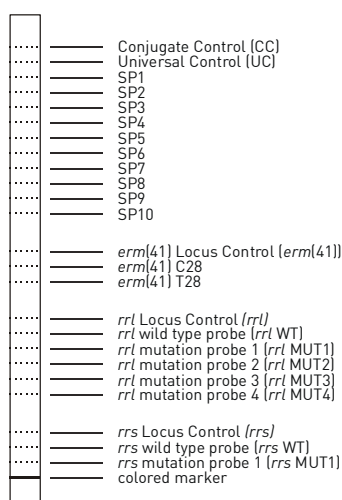 Conjugate Control (CC)
Universal Control (UC)
SP1
SP2
SP3
SP4
SP5
SP6
SP7
SP8
SP9
SP10
erm(41) Locus Control (erm(41))
erm(41) C28
erm(41) T28
rrl Locus Control (rrl)
rrl wild type probe (rrl WT)
rrl mutation probe 1 (rrl MUT1)
rrl mutation probe 2 (rrl MUT2)
rrl mutation probe 3 (rrl MUT3)
rrl mutation probe 4 (rrl MUT4)
rrs Locus Control (rrs)
rrs wild type probe (rrs WT)
rrs mutation probe 1 (rrs MUT1)
colored marker